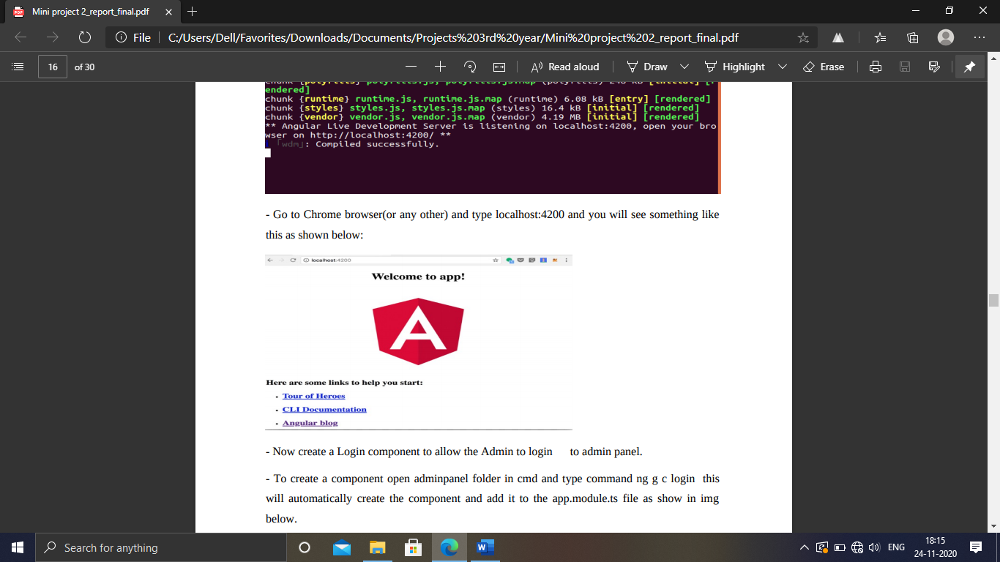 Mini project 2_report_final.pdf
File
C:/Users/Dell/Favorites/Downloads/Documents/Projects%203rd%20year/Mini%20project%202_report_final.pdf
16 of 30
Read aloud
Draw
Highlight
Erase
chunk {polyfills} polyfills.js, polyfills.js.map (polyfills) kB [initial] [r
endered]
chunk {runtime} runtime.js, runtime.js.map (runtime) 6.08 kB [entry] [rendered]
chunk {styles} styles.js, styles.js.map (styles) 16.4 kB [initial] [rendered]
chunk {vendor} vendor.js, vendor.js.map (vendor) 4.19 MB [initial] [rendered]
** Angular Live Development Server is listening on localhost:4200, open your bro
wser on http://localhost:4200/ **
「wdm」: Compiled successfully.
- Go to Chrome browser(or any other) and type localhost:4200 and you will see something like
this as shown below:
localhost:4200
Welcome to app!
A
Here are some links to help you start:
• Tour of Heroes
• CLI Documentation
• Angular blog
- Now create a Login component to allow the Admin to login to admin panel.
- To create a component open adminpanel folder in cmd and type command ng g c login this
will automatically create the component and add it to the app.module.ts file as show in img
below.
Search for anything
ENG
18:15
24-11-2020